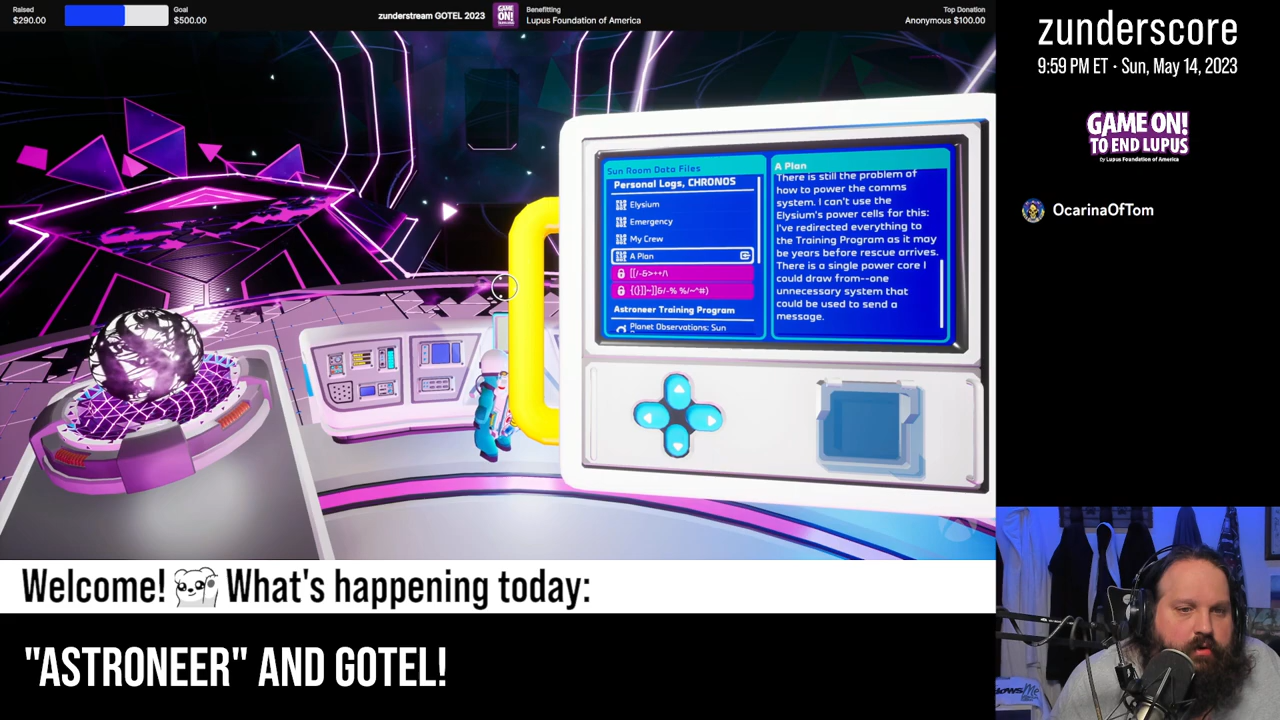 Raised
$290.00
Goal
$500.00
zunderstream GOTEL 2023
GAME ON!
Benefitting
Lupus Foundation of America
Top Donation
Anonymous $100.00
zunderscore
9:59 PM ET · Sun, May 14, 2023
GAME ON!
TO END LUPUS
by Lupus Foundation of America
OcarinaOfTom
Sun Room Data Files
Personal Logs, CHRONOS
Elysium
Emergency
My Crew
A Plan
Astroneer Training Program
Planet Observations: Sun
A Plan
There is still the problem of
how to power the comms
system. I can't use the
Elysium's power cells for this:
I've redirected everything to
the Training Program as it may
be years before rescue arrives.
There is a single power core I
could draw from--one
unnecessary system that
could be used to send a
message.
Welcome! What's happening today:
"ASTRONEER" AND GOTEL!